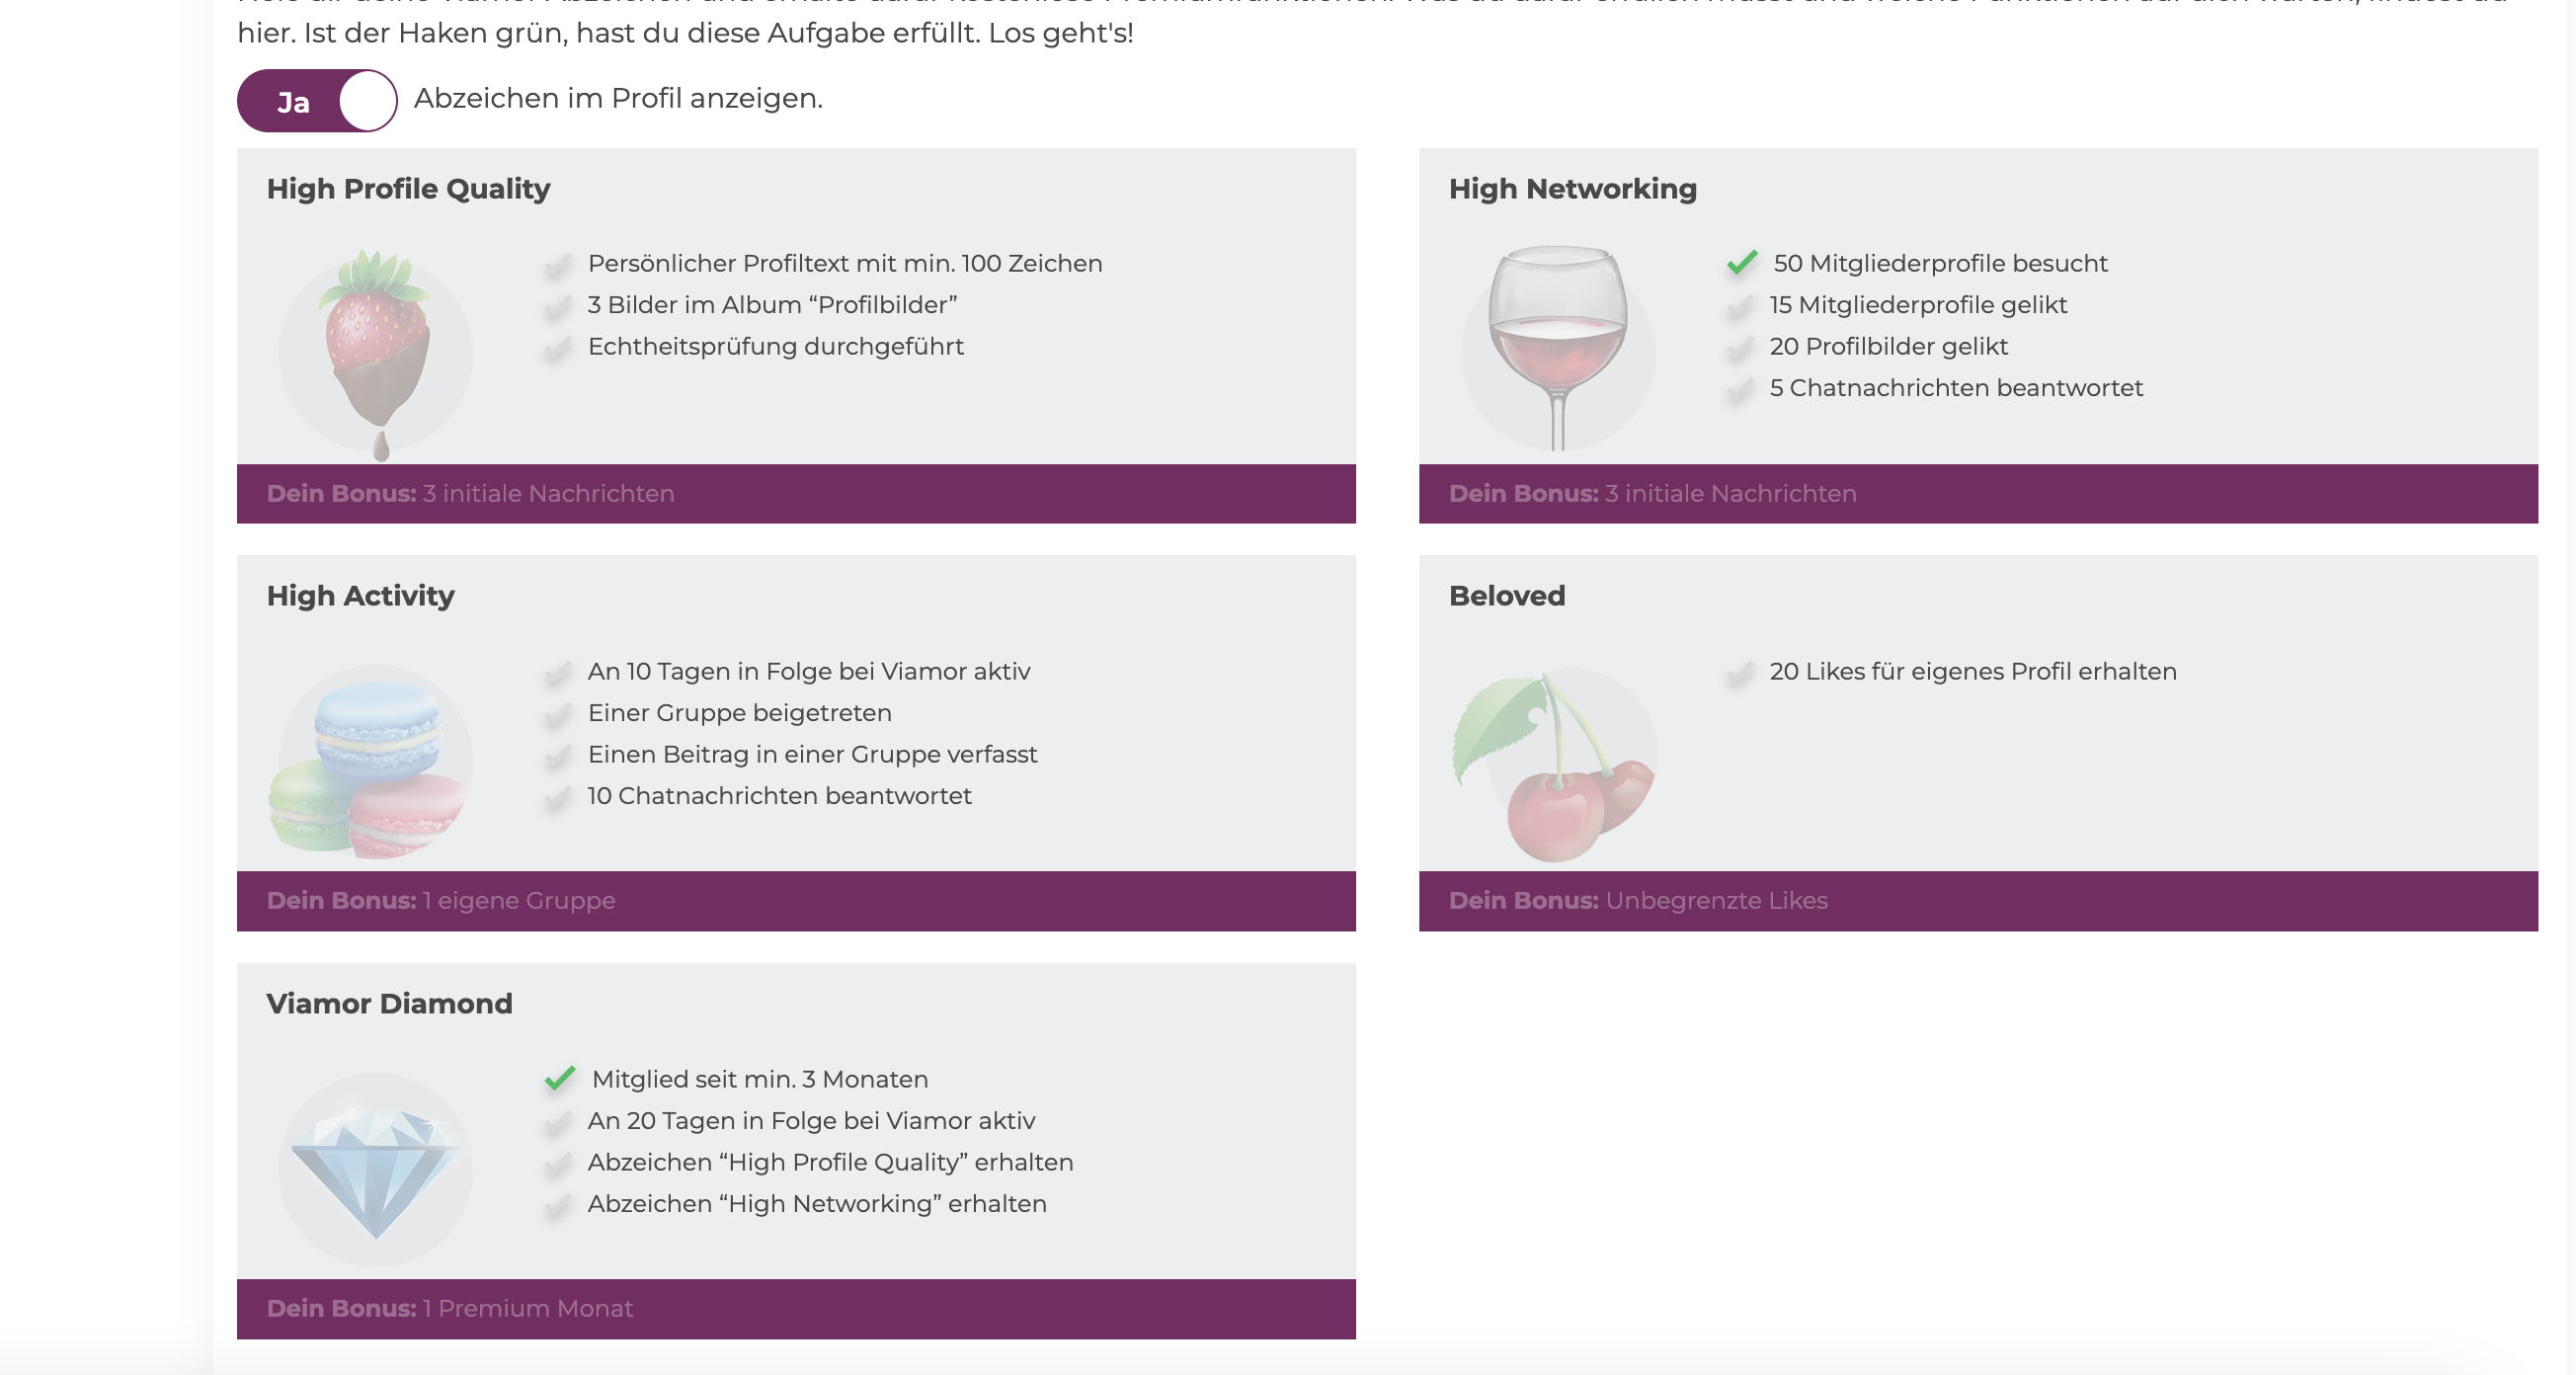 hier. Ist der Haken grün, hast du diese Aufgabe erfüllt. Los geht's!
Ja
Abzeichen im Profil anzeigen.
High Profile Quality
Persönlicher Profiltext mit min. 100 Zeichen
3 Bilder im Album “Profilbilder”
Echtheitsprüfung durchgeführt
Dein Bonus: 3 initiale Nachrichten
High Networking
50 Mitgliederprofile besucht
15 Mitgliederprofile gelikt
20 Profilbilder gelikt
5 Chatnachrichten beantwortet
Dein Bonus: 3 initiale Nachrichten
High Activity
An 10 Tagen in Folge bei Viamor aktiv
Einer Gruppe beigetreten
Einen Beitrag in einer Gruppe verfasst
10 Chatnachrichten beantwortet
Dein Bonus: 1 eigene Gruppe
Beloved
20 Likes für eigenes Profil erhalten
Dein Bonus: Unbegrenzte Likes
Viamor Diamond
Mitglied seit min. 3 Monaten
An 20 Tagen in Folge bei Viamor aktiv
Abzeichen “High Profile Quality” erhalten
Abzeichen “High Networking” erhalten
Dein Bonus: 1 Premium Monat